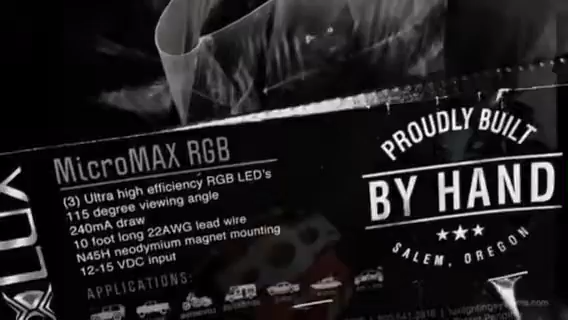 MicroMAX RGB
(3) Ultra high efficiency RGB LED's
115 degree viewing angle
240mA draw
10 foot long 22AWG lead wire
N45H neodymium magnet mounting
12-15 VDC input
APPLICATIONS:
PROUDLY BUILT
BY HAND
SALEM, OREGON